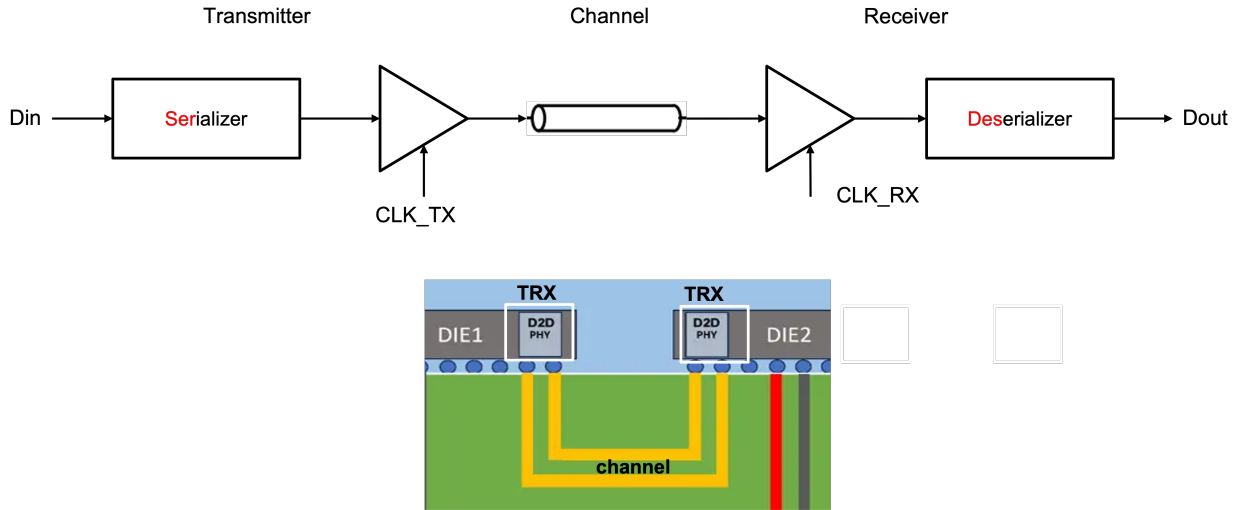 Transmitter
Channel
Receiver
Din
Serializer
Deserializer
Dout
CLK_TX
CLK_RX
TRX
TRX
DIE1
D2D
PHY
D2D
PHY
DIE2
channel